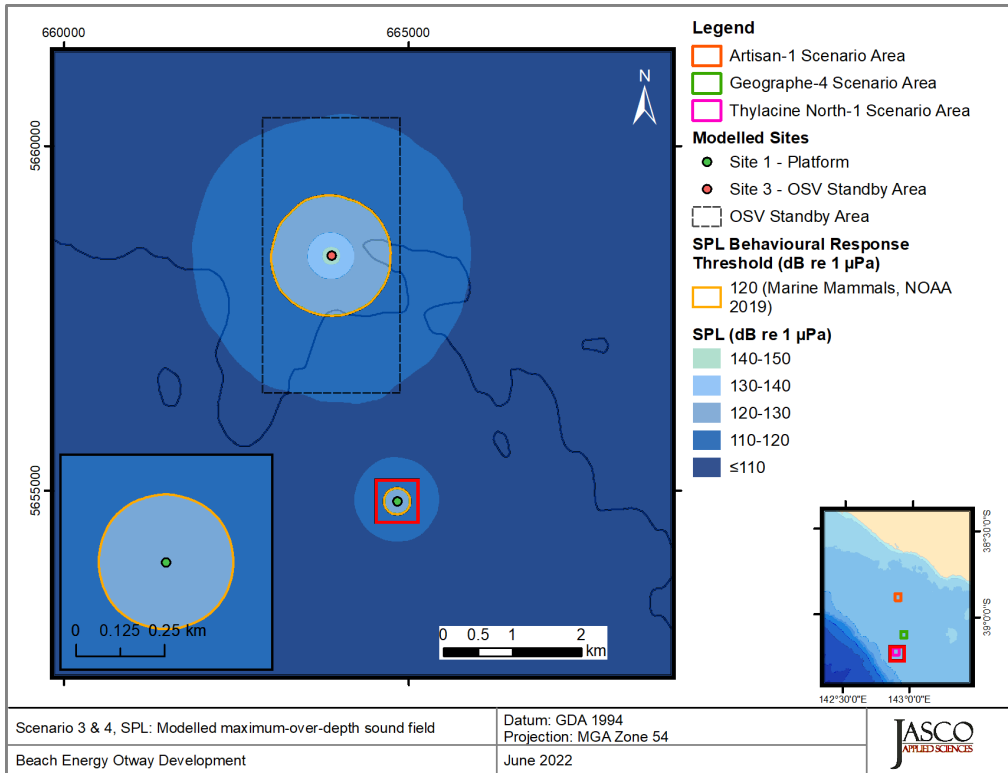 660000
665000
5660000
5655000
N
0
0.125
0.25 km
0
0.5
1
2
km
Legend
Artisan-1 Scenario Area
Geographe-4 Scenario Area
Thylacine North-1 Scenario Area
Modelled Sites
Site 1 - Platform
Site 3 - OSV Standby Area
OSV Standby Area
SPL Behavioural Response
Threshold (dB re 1 µPa)
120 (Marine Mammals, NOAA
2019)
SPL (dB re 1 µPa)
140-150
130-140
120-130
110-120
≤110
38°30'0"S
39°0'0"S
142°30'0"E
143°0'0"E
Scenario 3 & 4, SPL: Modelled maximum-over-depth sound field
Datum: GDA 1994
Projection: MGA Zone 54
Beach Energy Otway Development
June 2022
JASCO
APPLIED SCIENCES